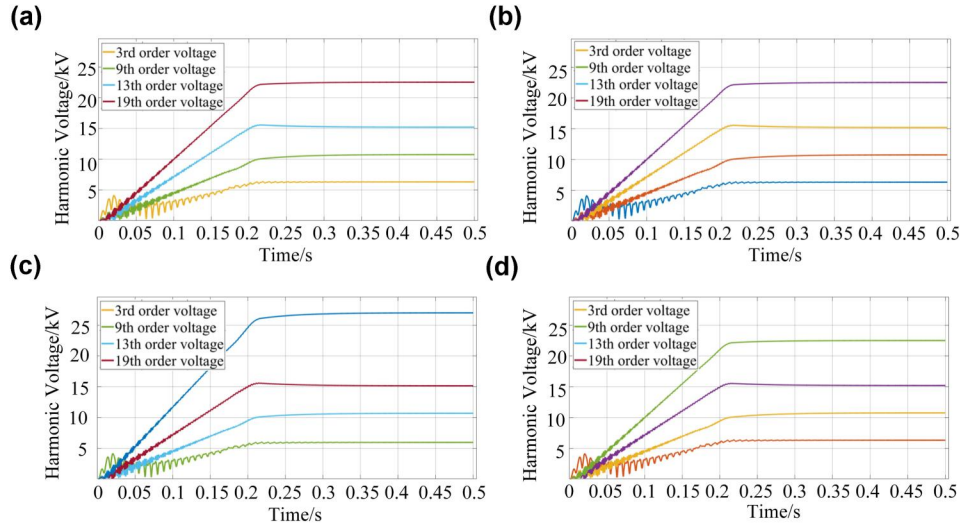 (a)
3rd order voltage
9th order voltage
13th order voltage
19th order voltage
Harmonic Voltage/kV
25
20
15
10
5
0 0.05 0.1 0.15 0.2 0.25 0.3 0.35 0.4 0.45 0.5
Time/s
(b)
3rd order voltage
9th order voltage
13th order voltage
19th order voltage
Harmonic Voltage/kV
25
20
15
10
5
0 0.05 0.1 0.15 0.2 0.25 0.3 0.35 0.4 0.45 0.5
Time/s
(c)
3rd order voltage
9th order voltage
13th order voltage
19th order voltage
Harmonic Voltage/kV
25
20
15
10
5
0 0.05 0.1 0.15 0.2 0.25 0.3 0.35 0.4 0.45 0.5
Time/s
(d)
3rd order voltage
9th order voltage
13th order voltage
19th order voltage
Harmonic Voltage/kV
25
20
15
10
5
0 0.05 0.1 0.15 0.2 0.25 0.3 0.35 0.4 0.45 0.5
Time/s